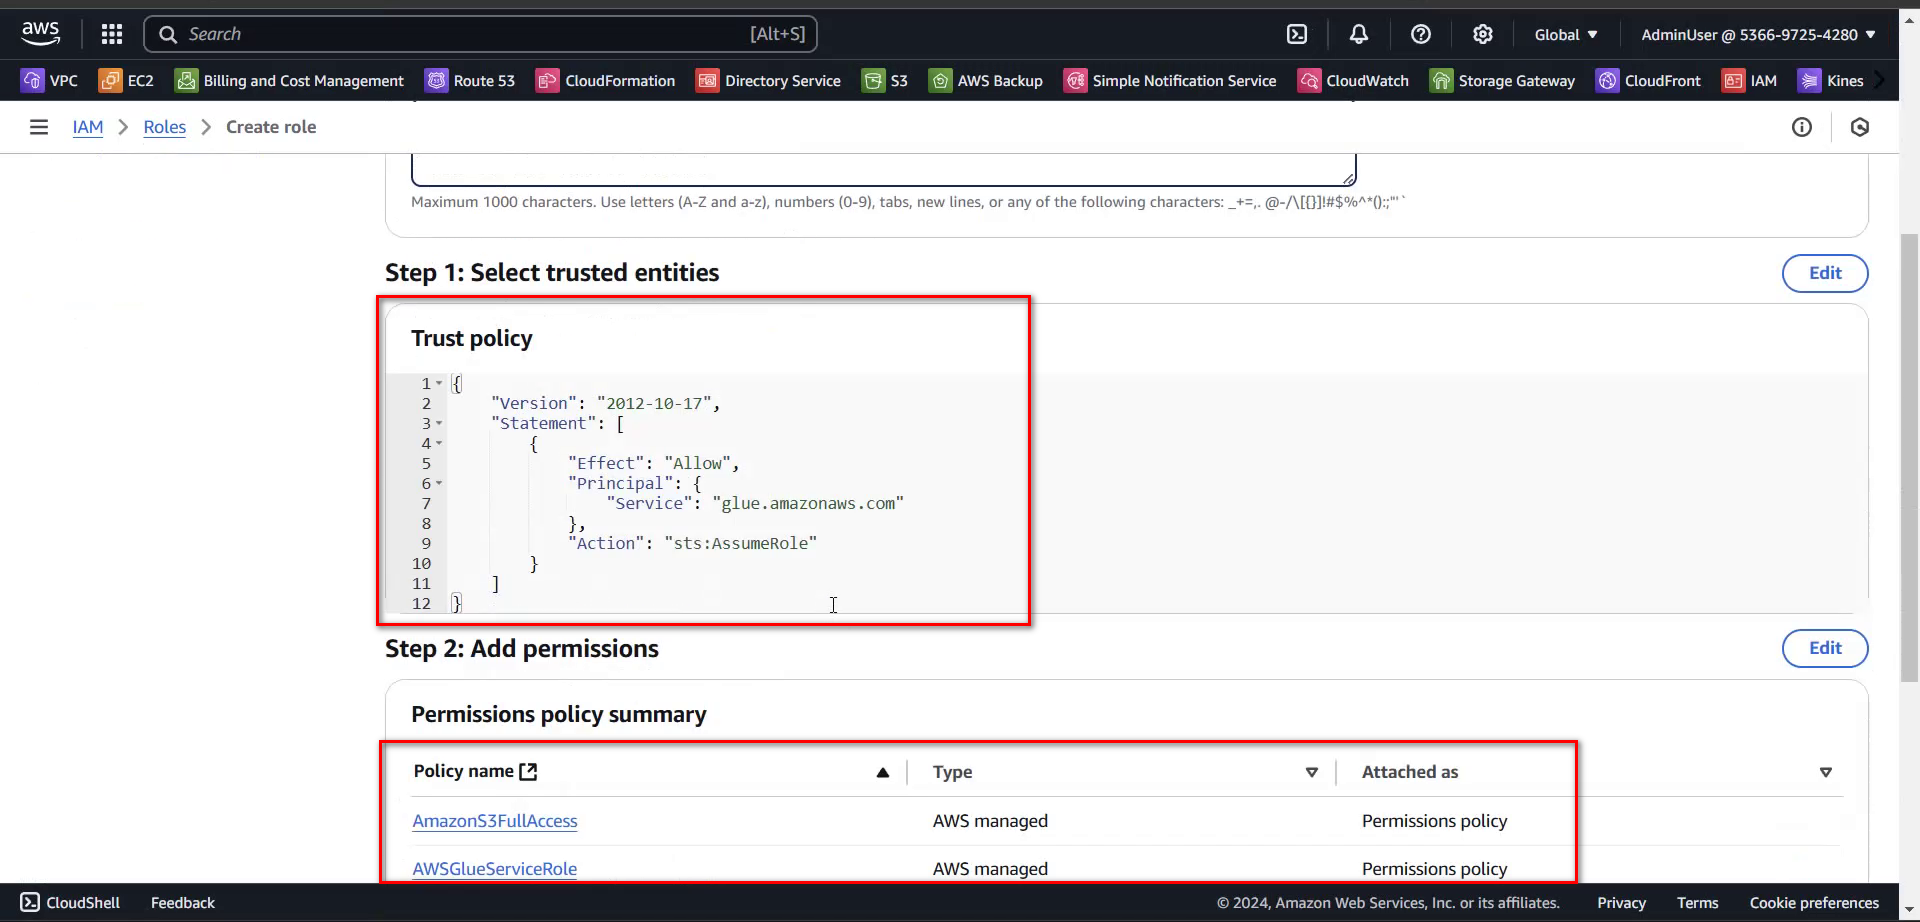 aws
Search [Alt+S] Global ▼ AdminUser @ 5366-9725-4280 ▼
VPC EC2 Billing and Cost Management Route 53 CloudFormation Directory Service S3 AWS Backup Simple Notification Service CloudWatch Storage Gateway CloudFront IAM Kines
IAM > Roles > Create role
Maximum 1000 characters. Use letters (A-Z and a-z), numbers (0-9), tabs, new lines, or any of the following characters: _+=,. @-/\[{}]!#$%^*();:"'`
Step 1: Select trusted entities Edit
Trust policy
1 {
2 "Version": "2012-10-17",
3 "Statement": [
4 {
5 "Effect": "Allow",
6 "Principal": {
7 "Service": "glue.amazonaws.com"
8 },
9 "Action": "sts:AssumeRole"
10 }
11 ]
12 }
Step 2: Add permissions Edit
Permissions policy summary
Policy name ▲ Type ▼ Attached as ▼
AmazonS3FullAccess AWS managed Permissions policy
AWSGlueServiceRole AWS managed Permissions policy
CloudShell Feedback © 2024, Amazon Web Services, Inc. or its affiliates. Privacy Terms Cookie preferences